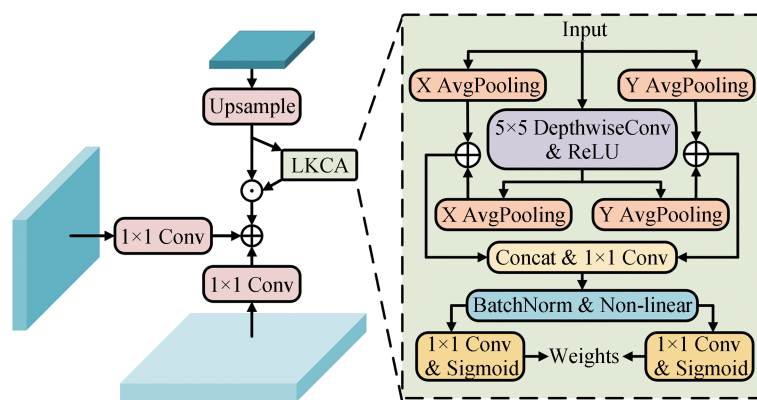 Upsample
LKCA
1×1 Conv
1×1 Conv
Input
X AvgPooling
Y AvgPooling
5×5 DepthwiseConv
& ReLU
X AvgPooling
Y AvgPooling
Concat & 1×1 Conv
BatchNorm & Non-linear
1×1 Conv
& Sigmoid
Weights
1×1 Conv
& Sigmoid